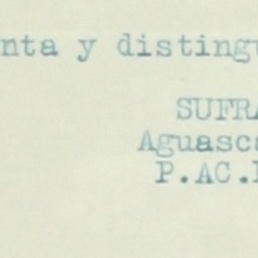 nta y distingu
SUFRA
Aguasca
P.AC.